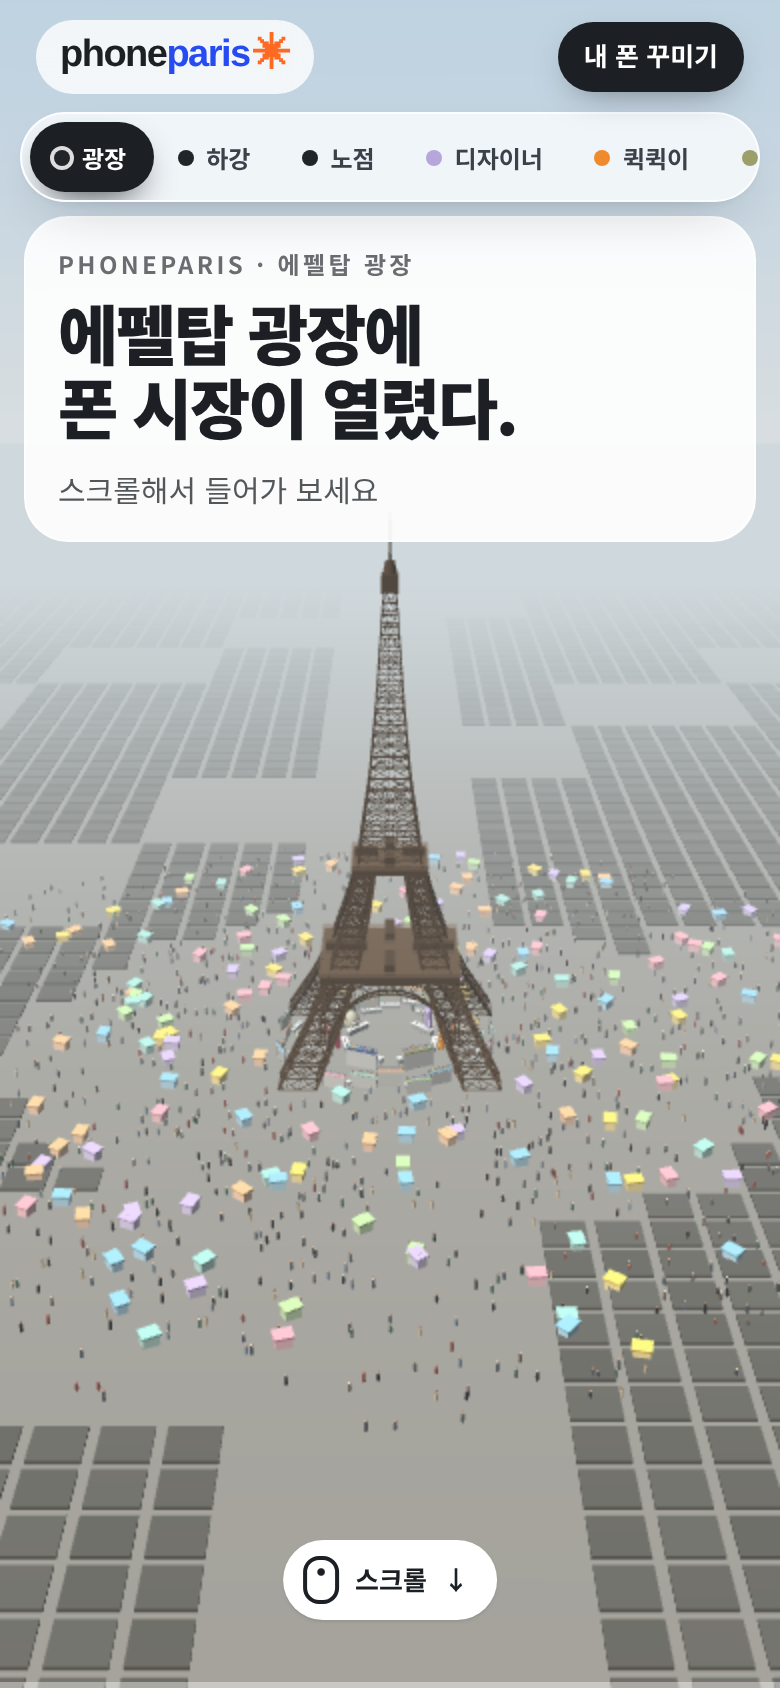 phoneparis
내 폰 꾸미기
광장
하강
노점
디자이너
퀵퀵이
PHONEPARIS · 에펠탑 광장
에펠탑 광장에
폰 시장이 열렸다.
스크롤해서 들어가 보세요
스크롤 ↓